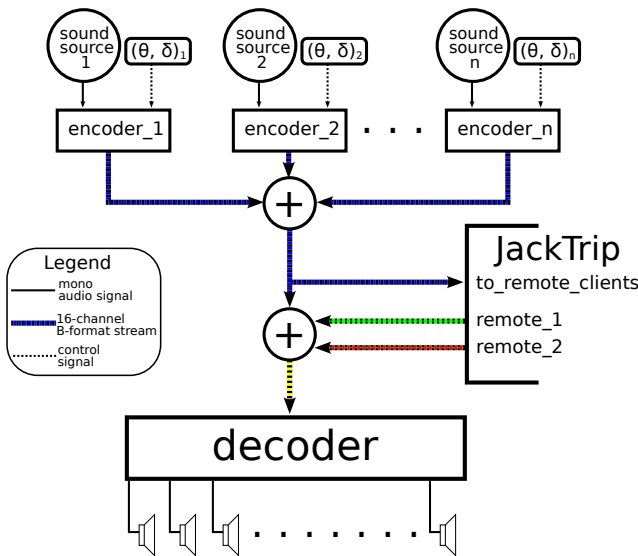 sound
source
1
(θ, δ)₁
sound
source
2
(θ, δ)₂
sound
source
n
(θ, δ)ₙ
encoder_1
encoder_2
. . .
encoder_n
+
JackTrip
to_remote_clients
remote_1
remote_2
+
Legend
mono
audio signal
16-channel
B-format stream
control
signal
decoder
. . . . . . .